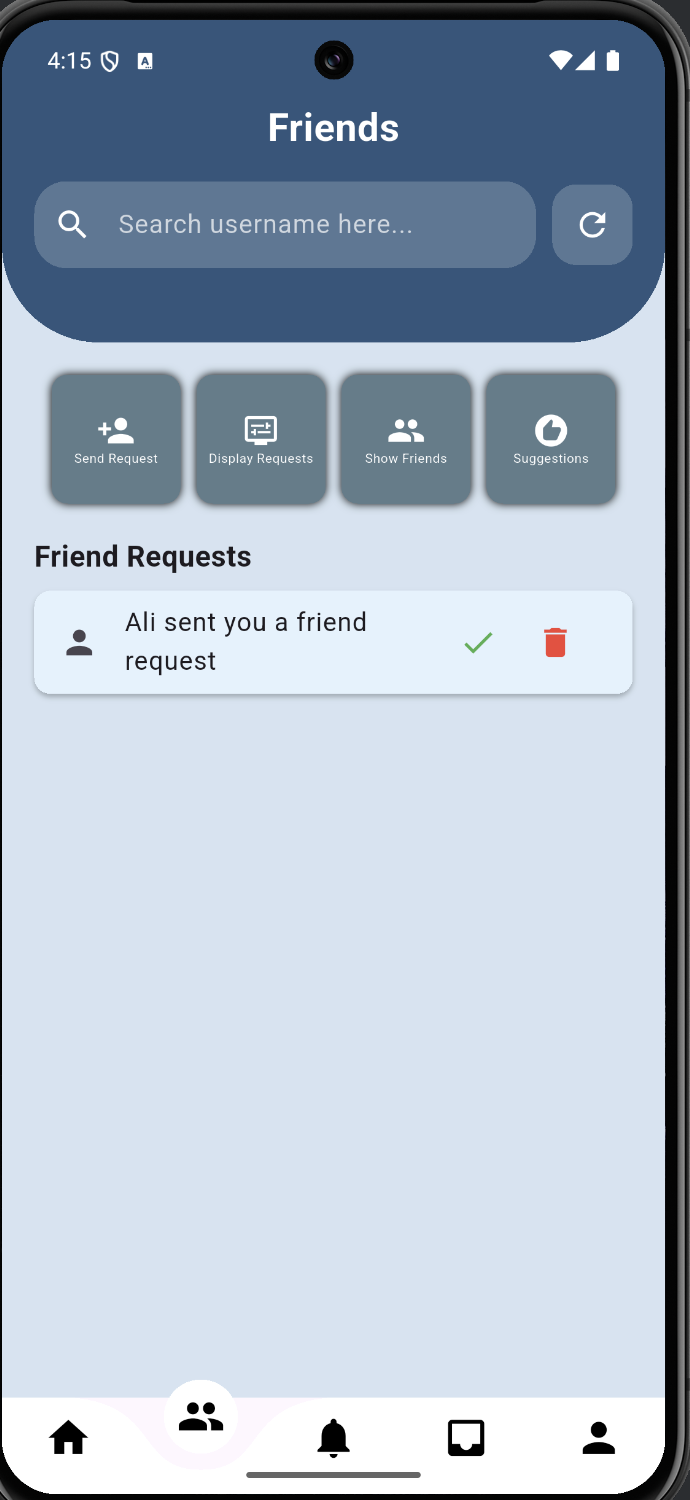 4:15
Friends
Search username here...
Send Request
Display Requests
Show Friends
Suggestions
Friend Requests
Ali sent you a friend
request